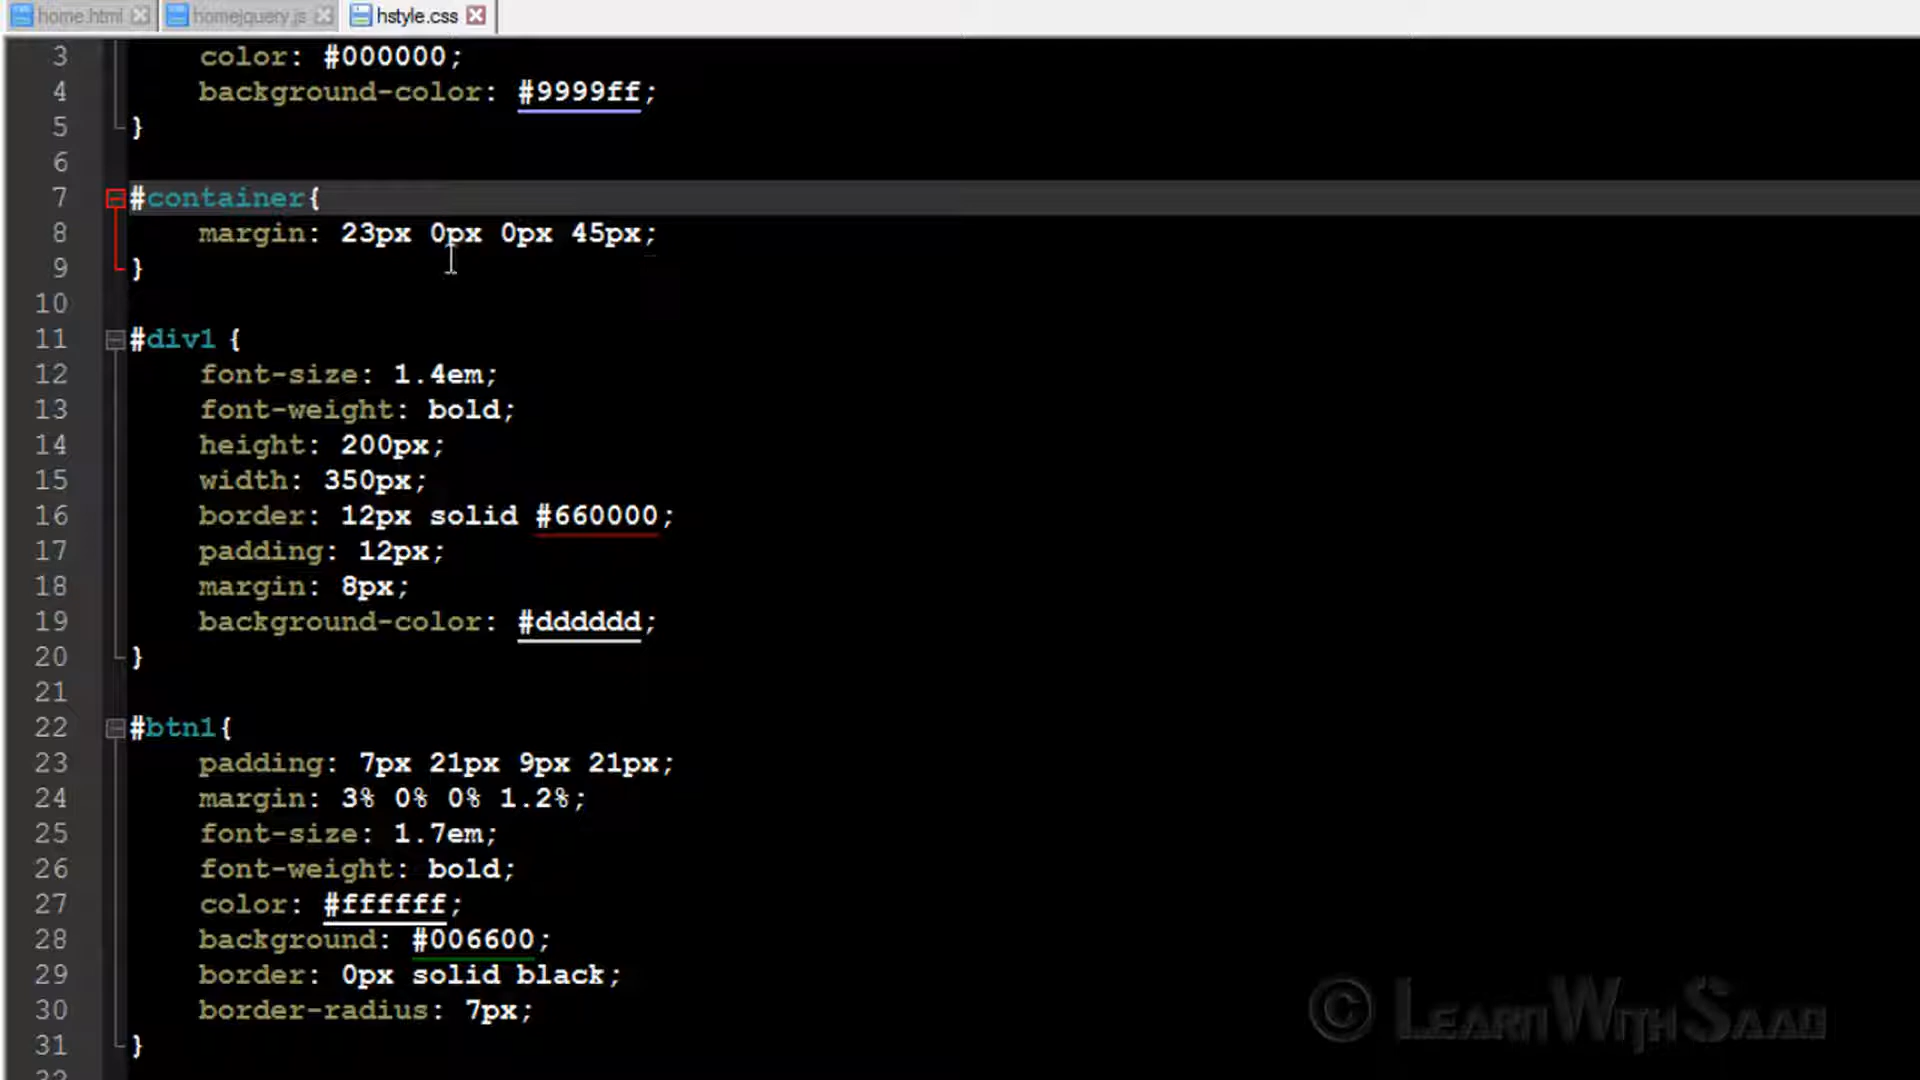 home.html homejquery.js hstyle.css
3 color: #000000;
4 background-color: #9999ff;
5 }
6
7 #container{
8 margin: 23px 0px 0px 45px;
9 }
10
11 #div1 {
12 font-size: 1.4em;
13 font-weight: bold;
14 height: 200px;
15 width: 350px;
16 border: 12px solid #660000;
17 padding: 12px;
18 margin: 8px;
19 background-color: #dddddd;
20 }
21
22 #btn1{
23 padding: 7px 21px 9px 21px;
24 margin: 3% 0% 0% 1.2%;
25 font-size: 1.7em;
26 font-weight: bold;
27 color: #ffffff;
28 background: #006600;
29 border: 0px solid black;
30 border-radius: 7px;
31 }
32
© LearnWithSaad